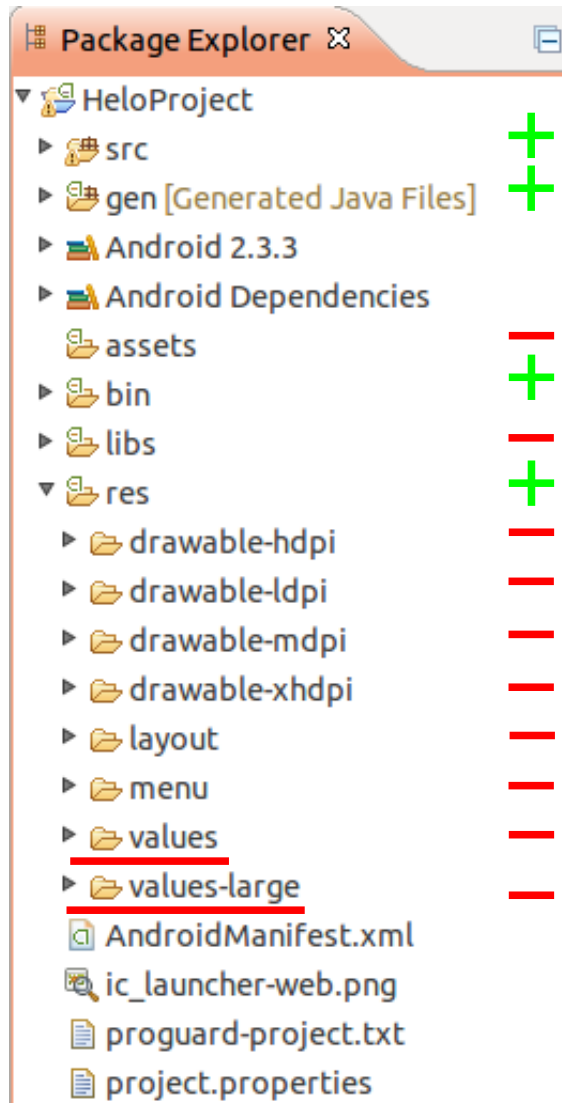 Package Explorer
HeloProject
src
gen [Generated Java Files]
Android 2.3.3
Android Dependencies
assets
bin
libs
res
drawable-hdpi
drawable-ldpi
drawable-mdpi
drawable-xhdpi
layout
menu
values
values-large
AndroidManifest.xml
ic_launcher-web.png
proguard-project.txt
project.properties